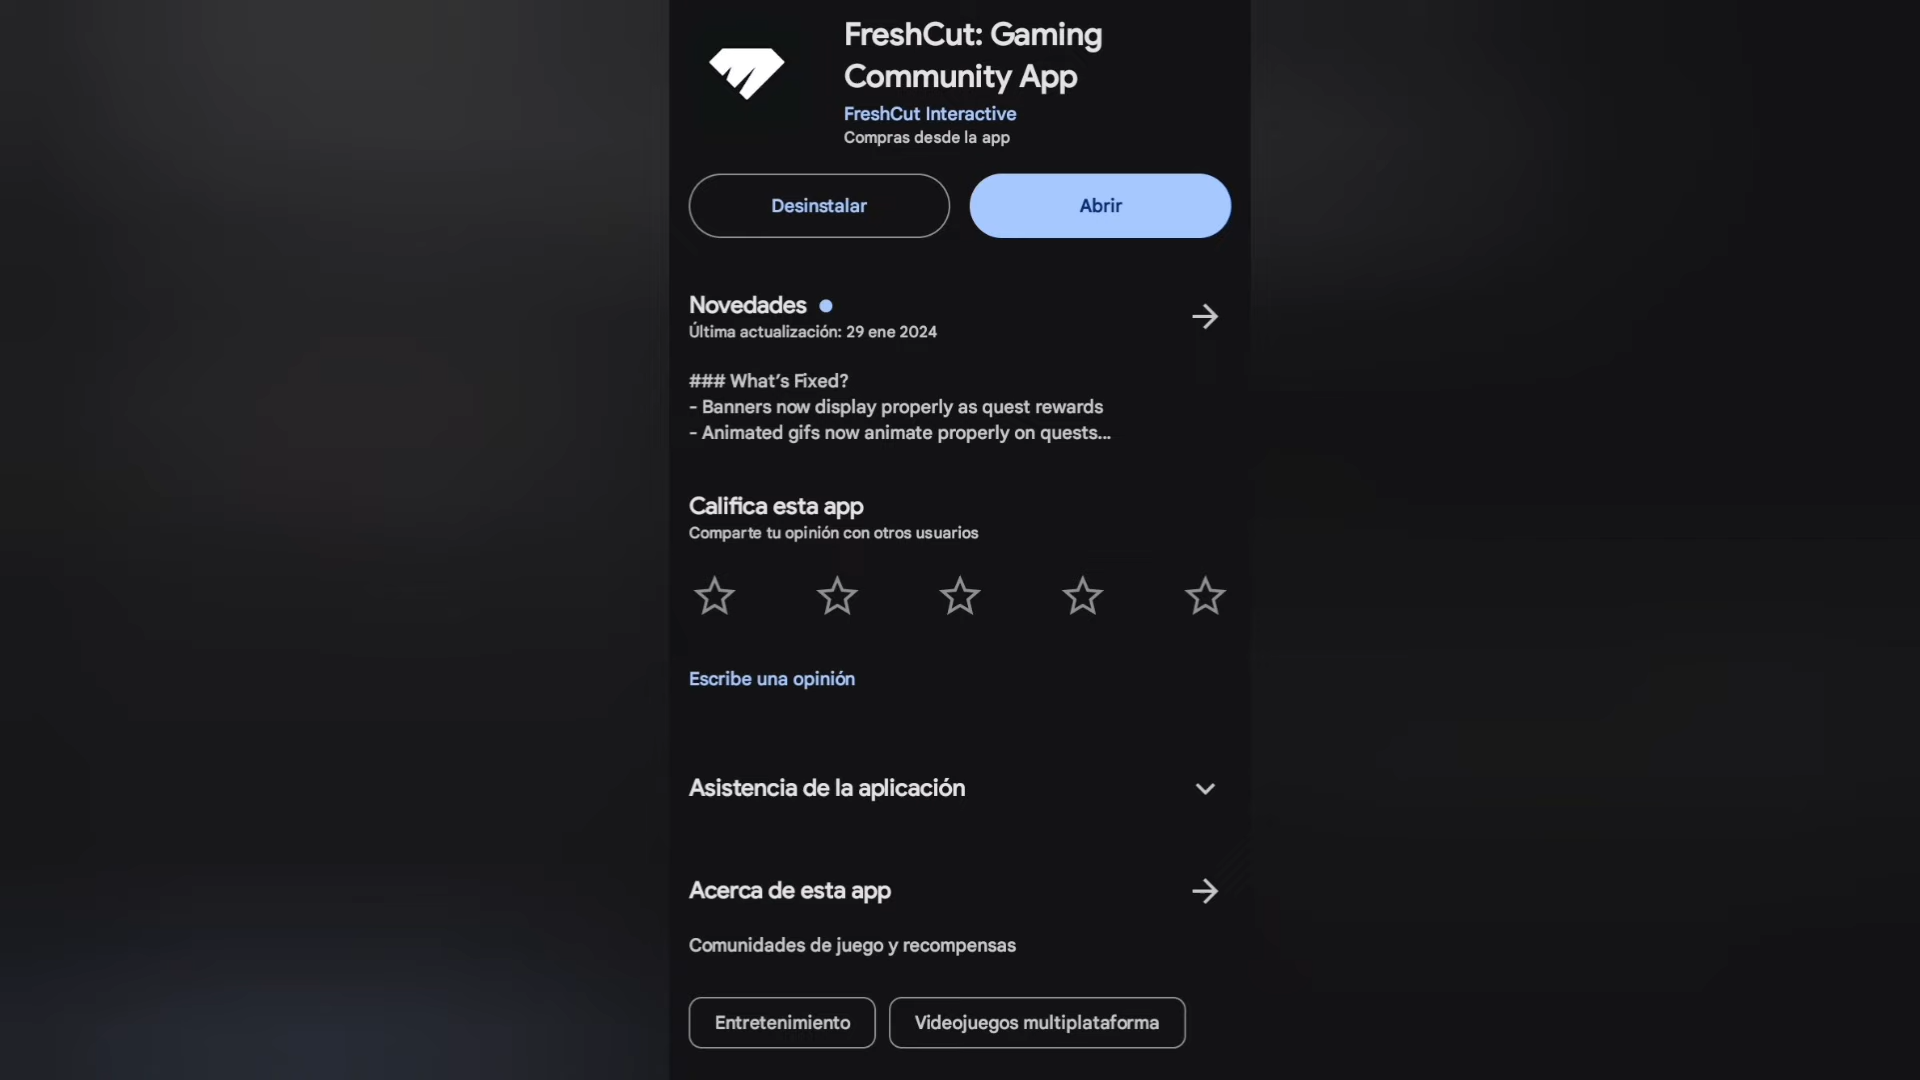 FreshCut: Gaming
Community App
FreshCut Interactive
Compras desde la app
Desinstalar
Abrir
Novedades
Última actualización: 29 ene 2024
### What's Fixed?
- Banners now display properly as quest rewards
- Animated gifs now animate properly on quests...
Califica esta app
Comparte tu opinión con otros usuarios
Escribe una opinión
Asistencia de la aplicación
Acerca de esta app
Comunidades de juego y recompensas
Entretenimiento
Videojuegos multiplataforma